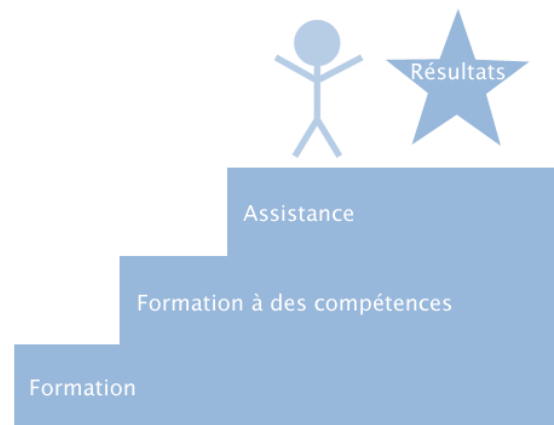 Résultats
Assistance
Formation à des compétences
Formation